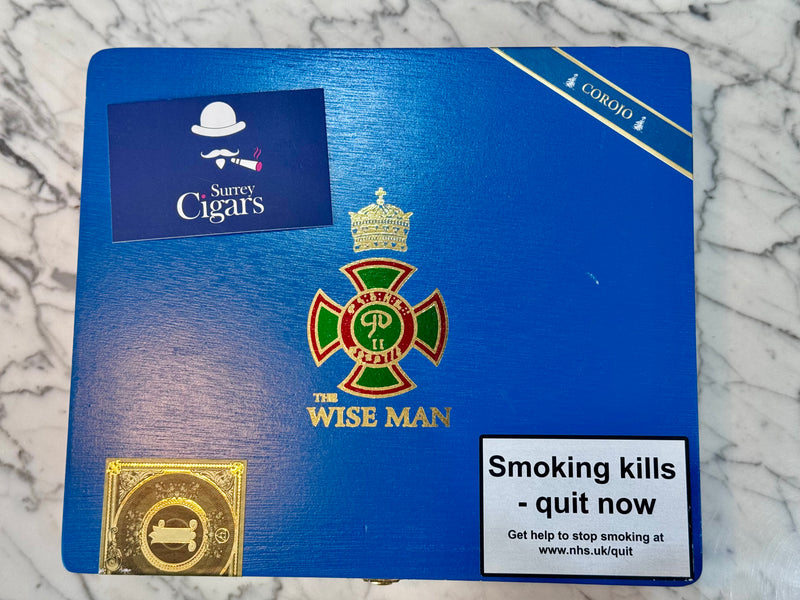 COROJO
Surrey
Cigars
II
THE
WISE MAN
Smoking kills
- quit now
Get help to stop smoking at
www.nhs.uk/quit